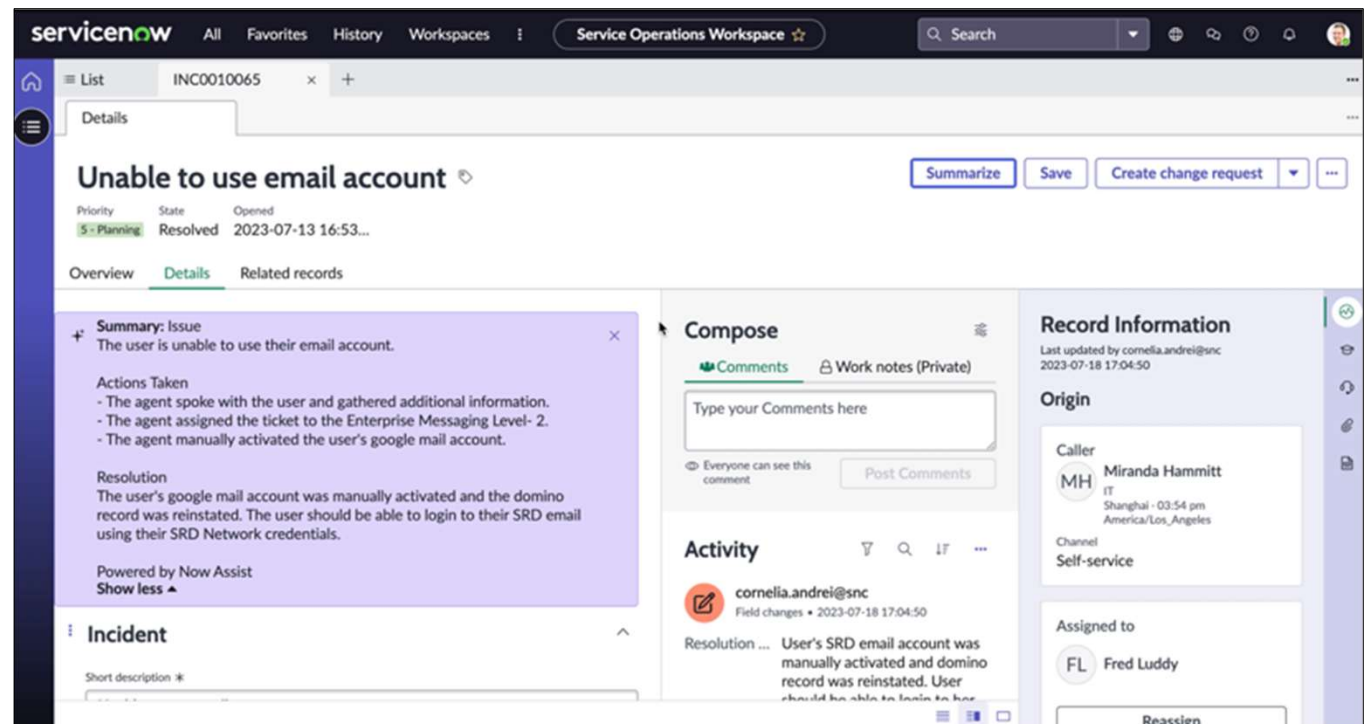 servicenow All Favorites History Workspaces Service Operations Workspace Search
List INC0010065
Details
Unable to use email account
Summarize Save Create change request
Priority State Opened
5 - Planning Resolved 2023-07-13 16:53...
Overview Details Related records
Summary: Issue
The user is unable to use their email account.
Actions Taken
- The agent spoke with the user and gathered additional information.
- The agent assigned the ticket to the Enterprise Messaging Level- 2.
- The agent manually activated the user's google mail account.
Resolution
The user's google mail account was manually activated and the domino
record was reinstated. The user should be able to login to their SRD email
using their SRD Network credentials.
Powered by Now Assist
Show less
Incident
Short description
Compose
Comments Work notes (Private)
Type your Comments here
Everyone can see this
comment
Post Comments
Activity
cornelia.andrei@snc
Field changes • 2023-07-18 17:04:50
Resolution ... User's SRD email account was
manually activated and domino
record was reinstated. User
should be able to login to her
Record Information
Last updated by cornelia.andrei@snc
2023-07-18 17:04:50
Origin
Caller
MH Miranda Hammitt
IT
Shanghai - 03:54 pm
America/Los_Angeles
Channel
Self-service
Assigned to
FL Fred Luddy
Reassign